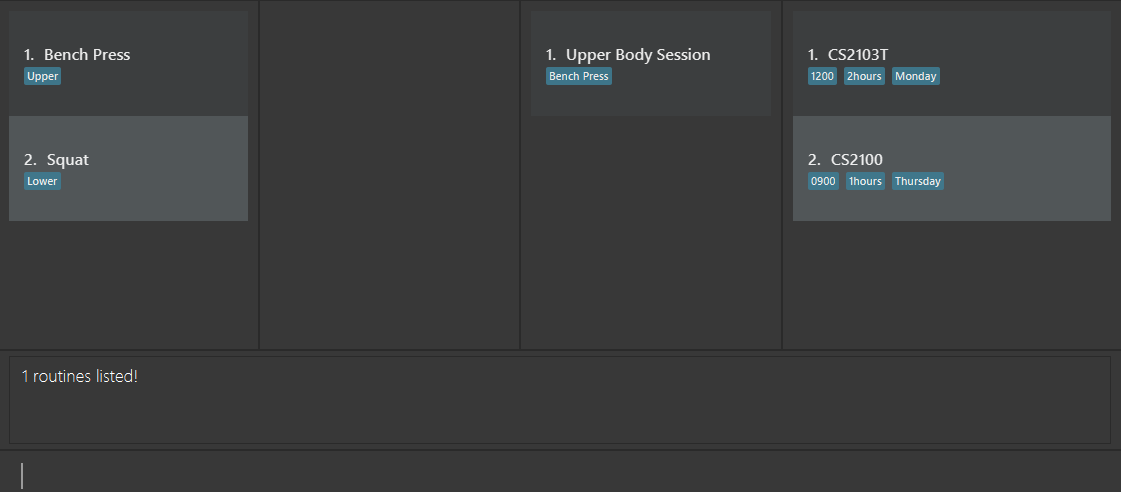 1. Bench Press
Upper
2. Squat
Lower
1. Upper Body Session
Bench Press
1. CS2103T
1200 2hours Monday
2. CS2100
0900 1hours Thursday
1 routines listed!